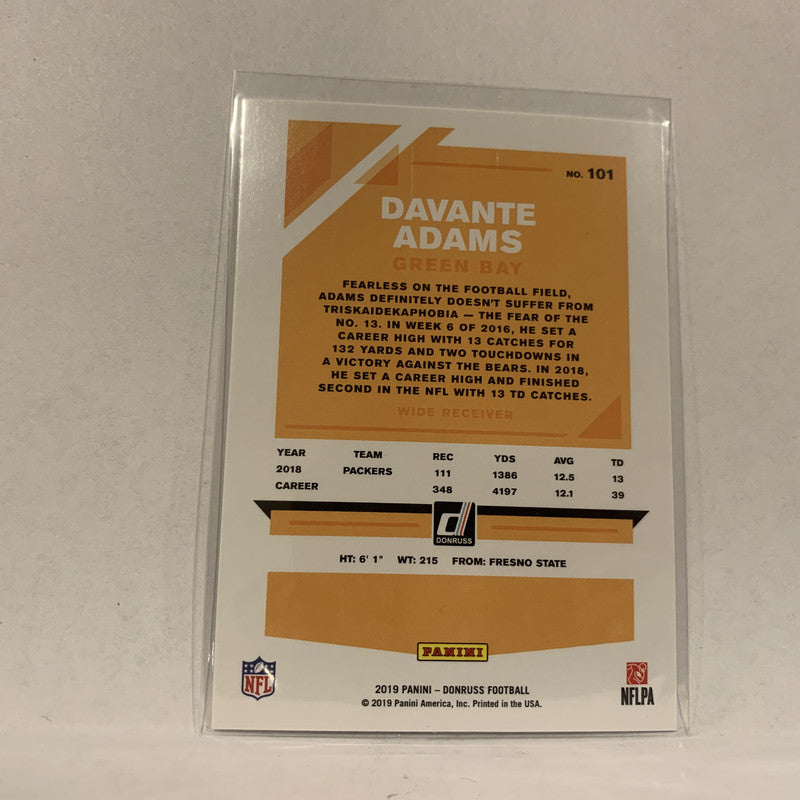 NO. 101
DAVANTE
ADAMS
GREEN BAY
FEARLESS ON THE FOOTBALL FIELD,
ADAMS DEFINITELY DOESN'T SUFFER FROM
TRISKAIDEKAPHOBIA — THE FEAR OF THE
NO. 13. IN WEEK 6 OF 2016, HE SET A
CAREER HIGH WITH 13 CATCHES FOR
132 YARDS AND TWO TOUCHDOWNS IN
A VICTORY AGAINST THE BEARS. IN 2018,
HE SET A CAREER HIGH AND FINISHED
SECOND IN THE NFL WITH 13 TD CATCHES.
WIDE RECEIVER
YEAR TEAM REC YDS AVG TD
2018 PACKERS 111 1386 12.5 13
CAREER 348 4197 12.1 39
d
DONRUSS
HT: 6' 1" WT: 215 FROM: FRESNO STATE
PANINI
NFL
NFLPA
2019 PANINI – DONRUSS FOOTBALL
© 2019 Panini America, Inc. Printed in the USA.